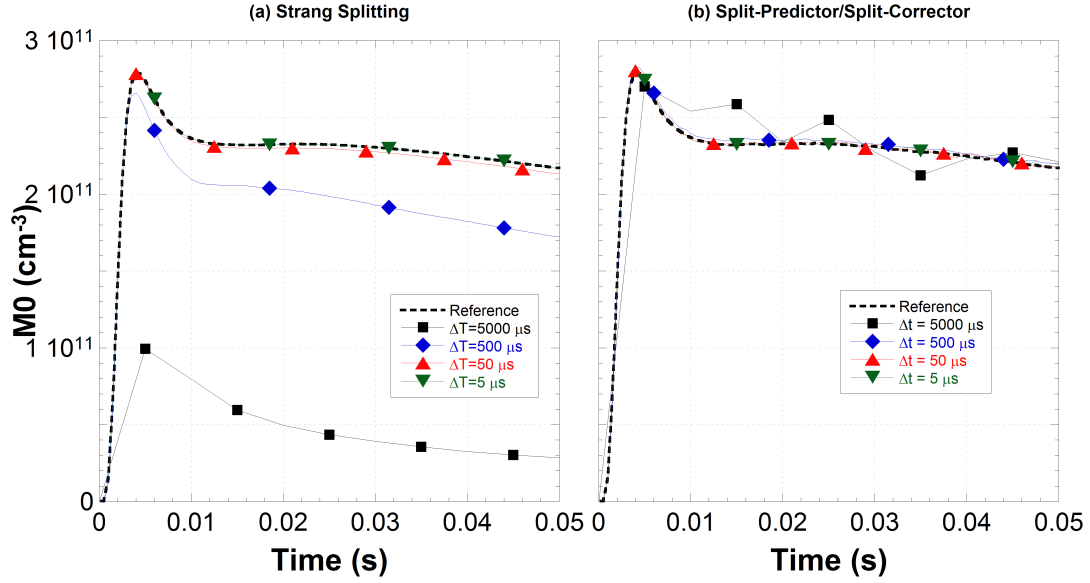 (a) Strang Splitting
(b) Split-Predictor/Split-Corrector
3 10¹¹
2 10¹¹
1 10¹¹
0
M0 (cm⁻³)
Reference
ΔT=5000 μs
ΔT=500 μs
ΔT=50 μs
ΔT=5 μs
Reference
Δt = 5000 μs
Δt = 500 μs
Δt = 50 μs
Δt = 5 μs
0 0.01 0.02 0.03 0.04 0.05
0 0.01 0.02 0.03 0.04 0.05
Time (s)
Time (s)